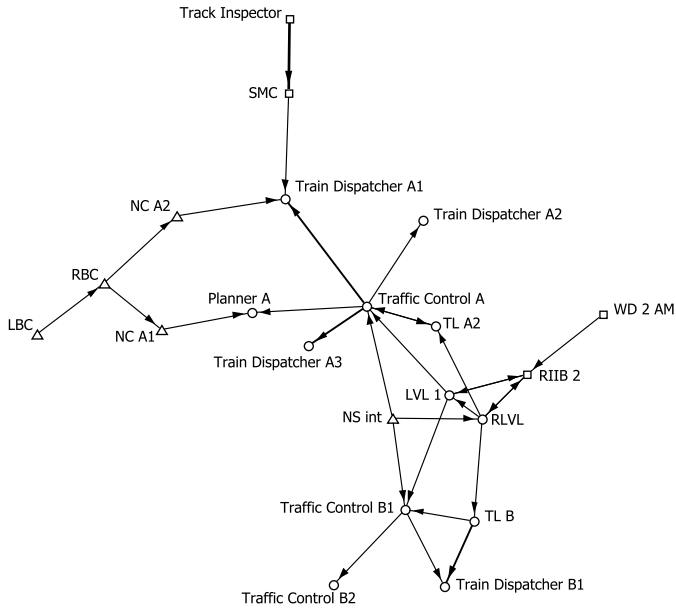 Track Inspector
SMC
Train Dispatcher A1
NC A2
Train Dispatcher A2
RBC
Planner A
Traffic Control A
WD 2 AM
LBC
NC A1
TL A2
Train Dispatcher A3
RIIB 2
LVL 1
NS int
RLVL
Traffic Control B1
TL B
Train Dispatcher B1
Traffic Control B2